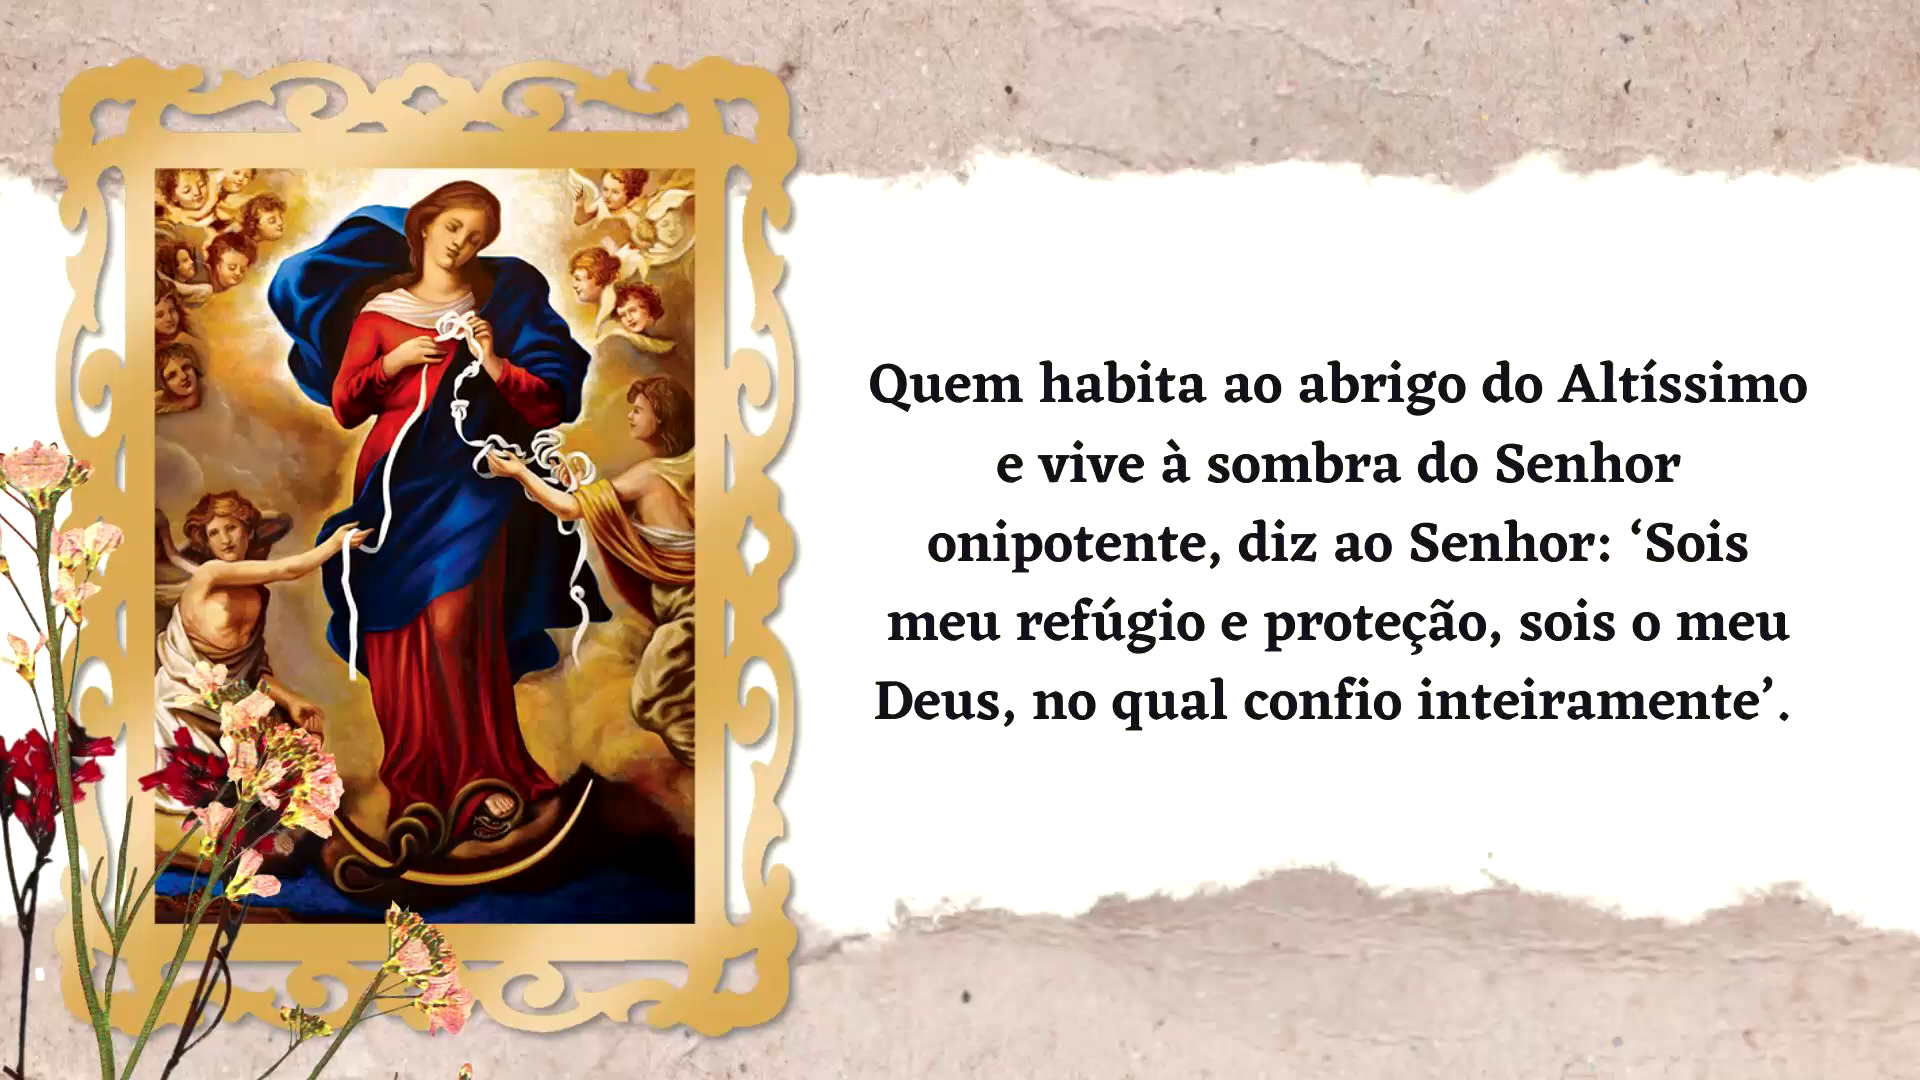 Quem habita ao abrigo do Altíssimo
e vive à sombra do Senhor
onipotente, diz ao Senhor: ‘Sois
meu refúgio e proteção, sois o meu
Deus, no qual confio inteiramente’.